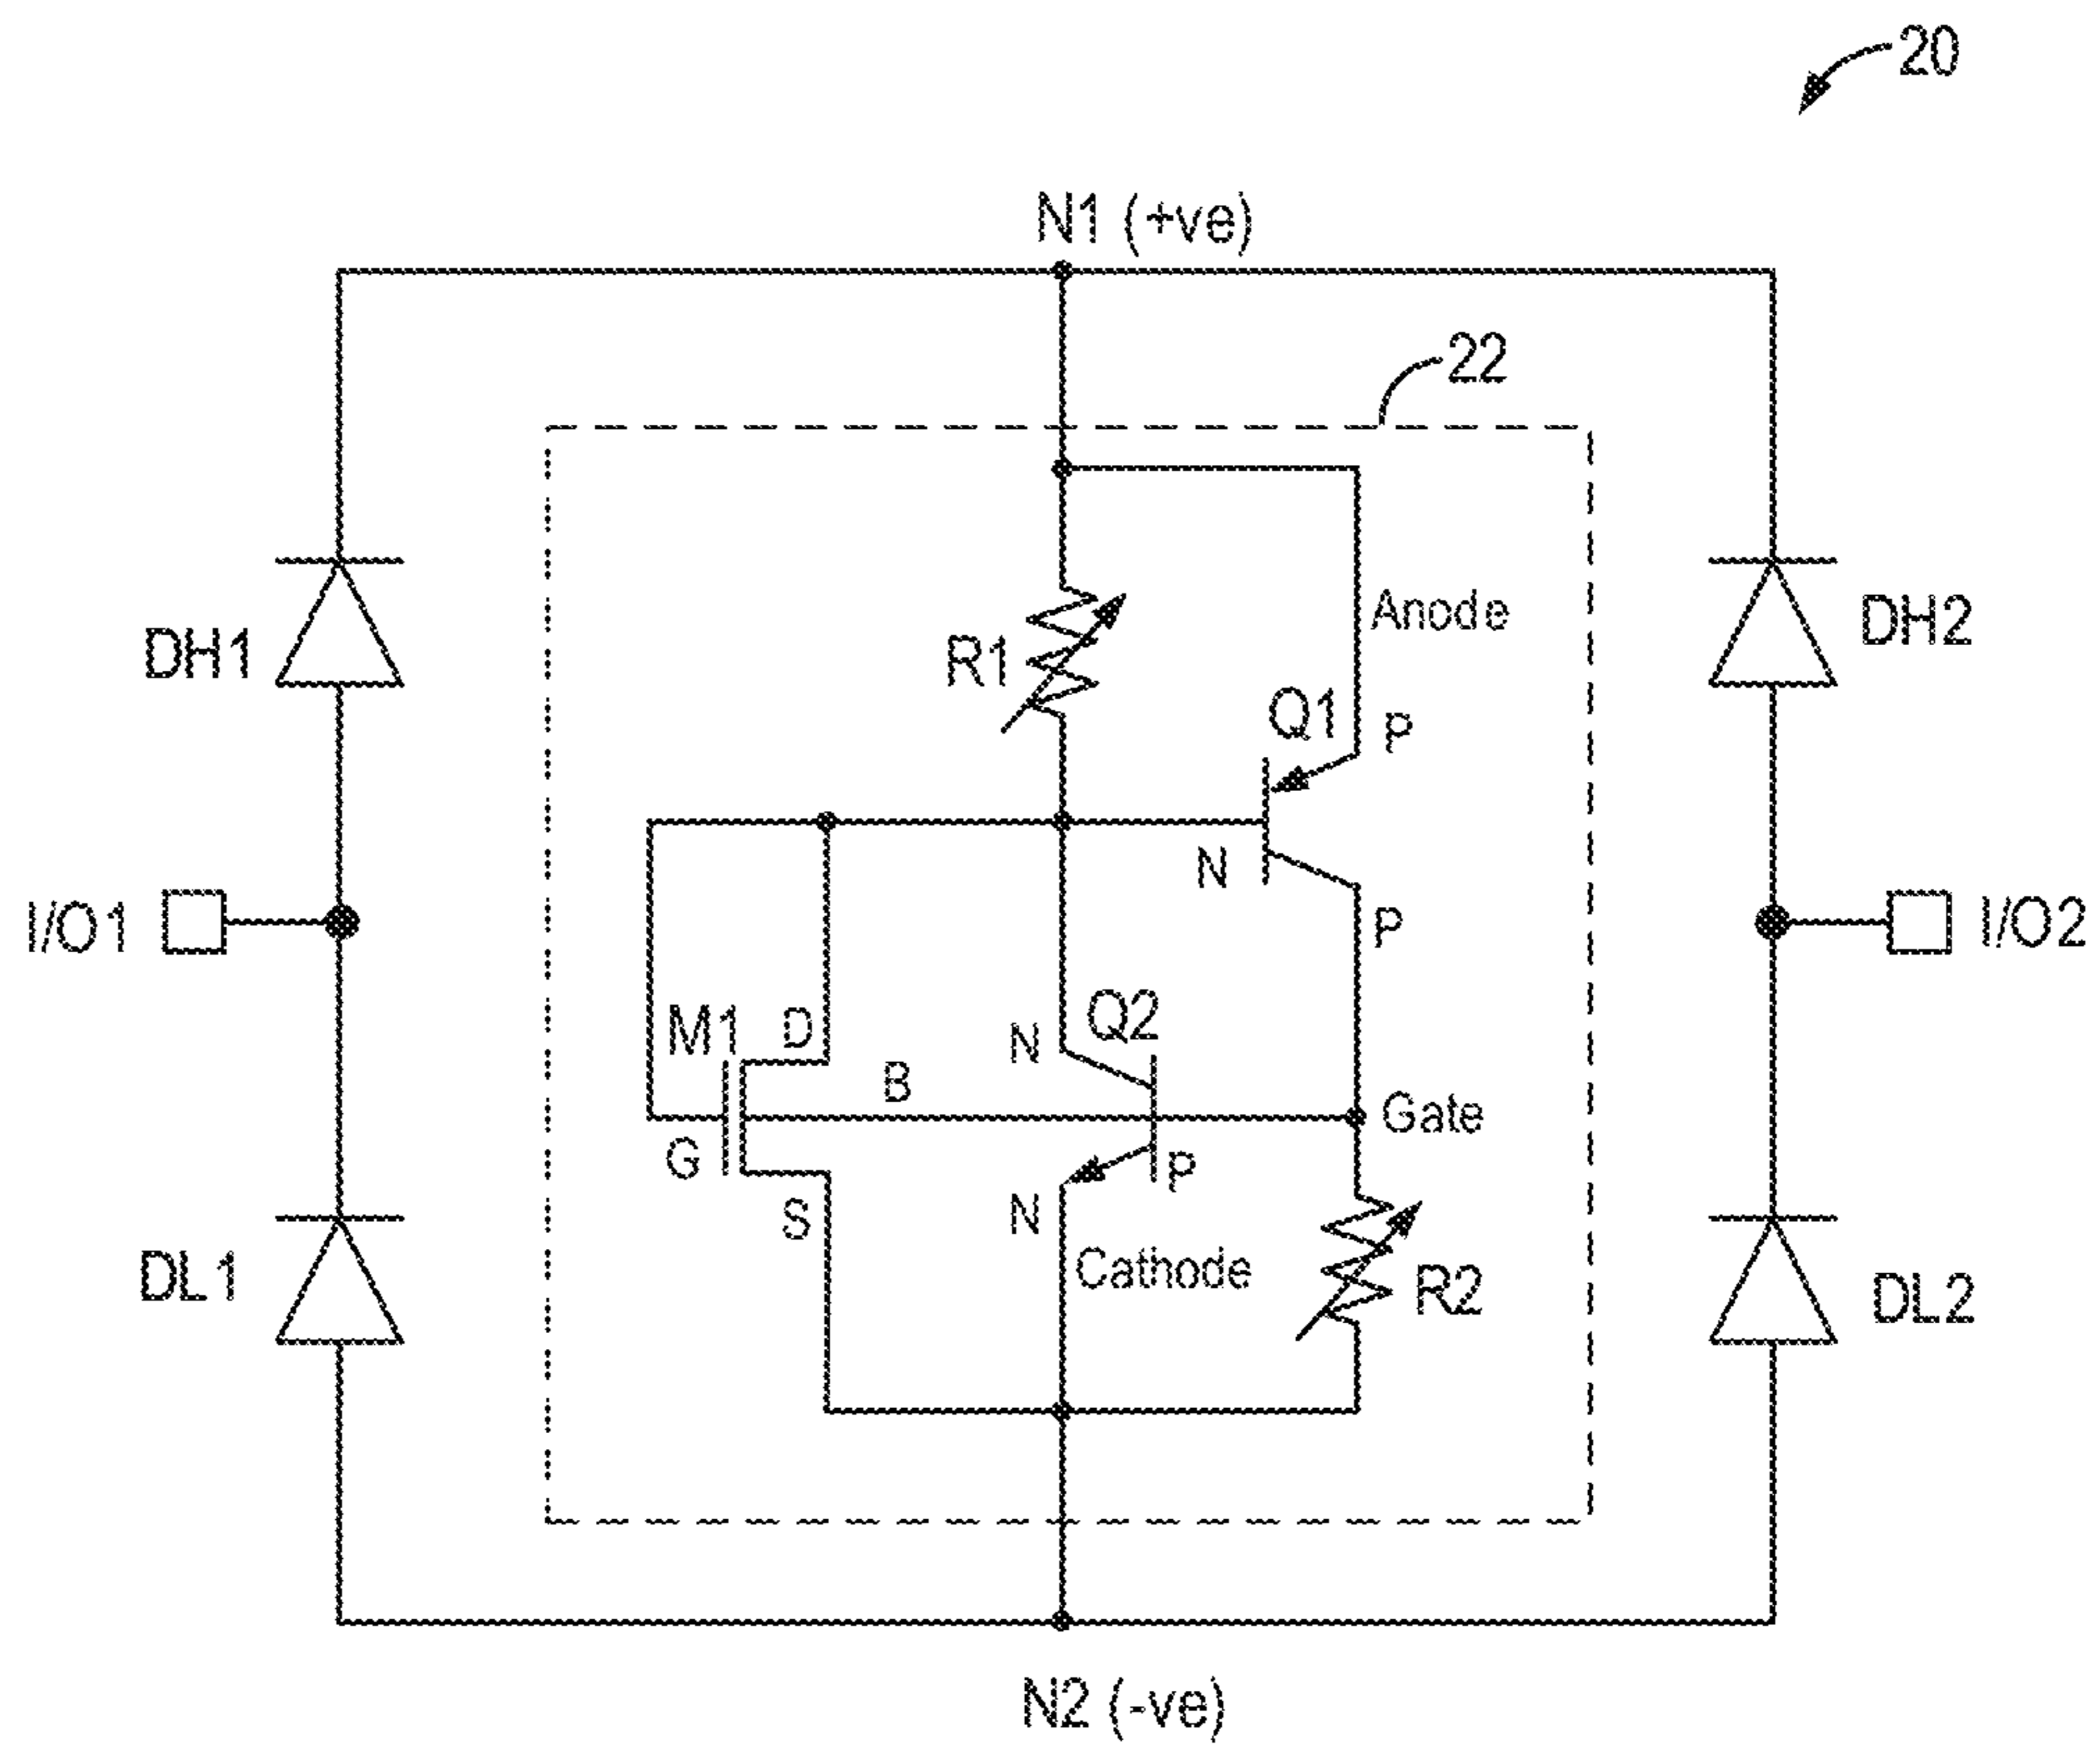 20
N1 (+ve)
22
Anode
DH1
R1
DH2
Q1
P
N
P
I/O1
I/O2
M1
D
Q2
N
B
Gate
G
P
S
N
Cathode
DL1
R2
DL2
N2 (-ve)